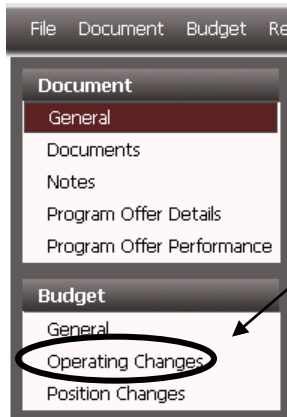 File Document Budget Re
Document
General
Documents
Notes
Program Offer Details
Program Offer Performance
Budget
General
Operating Changes
Position Changes